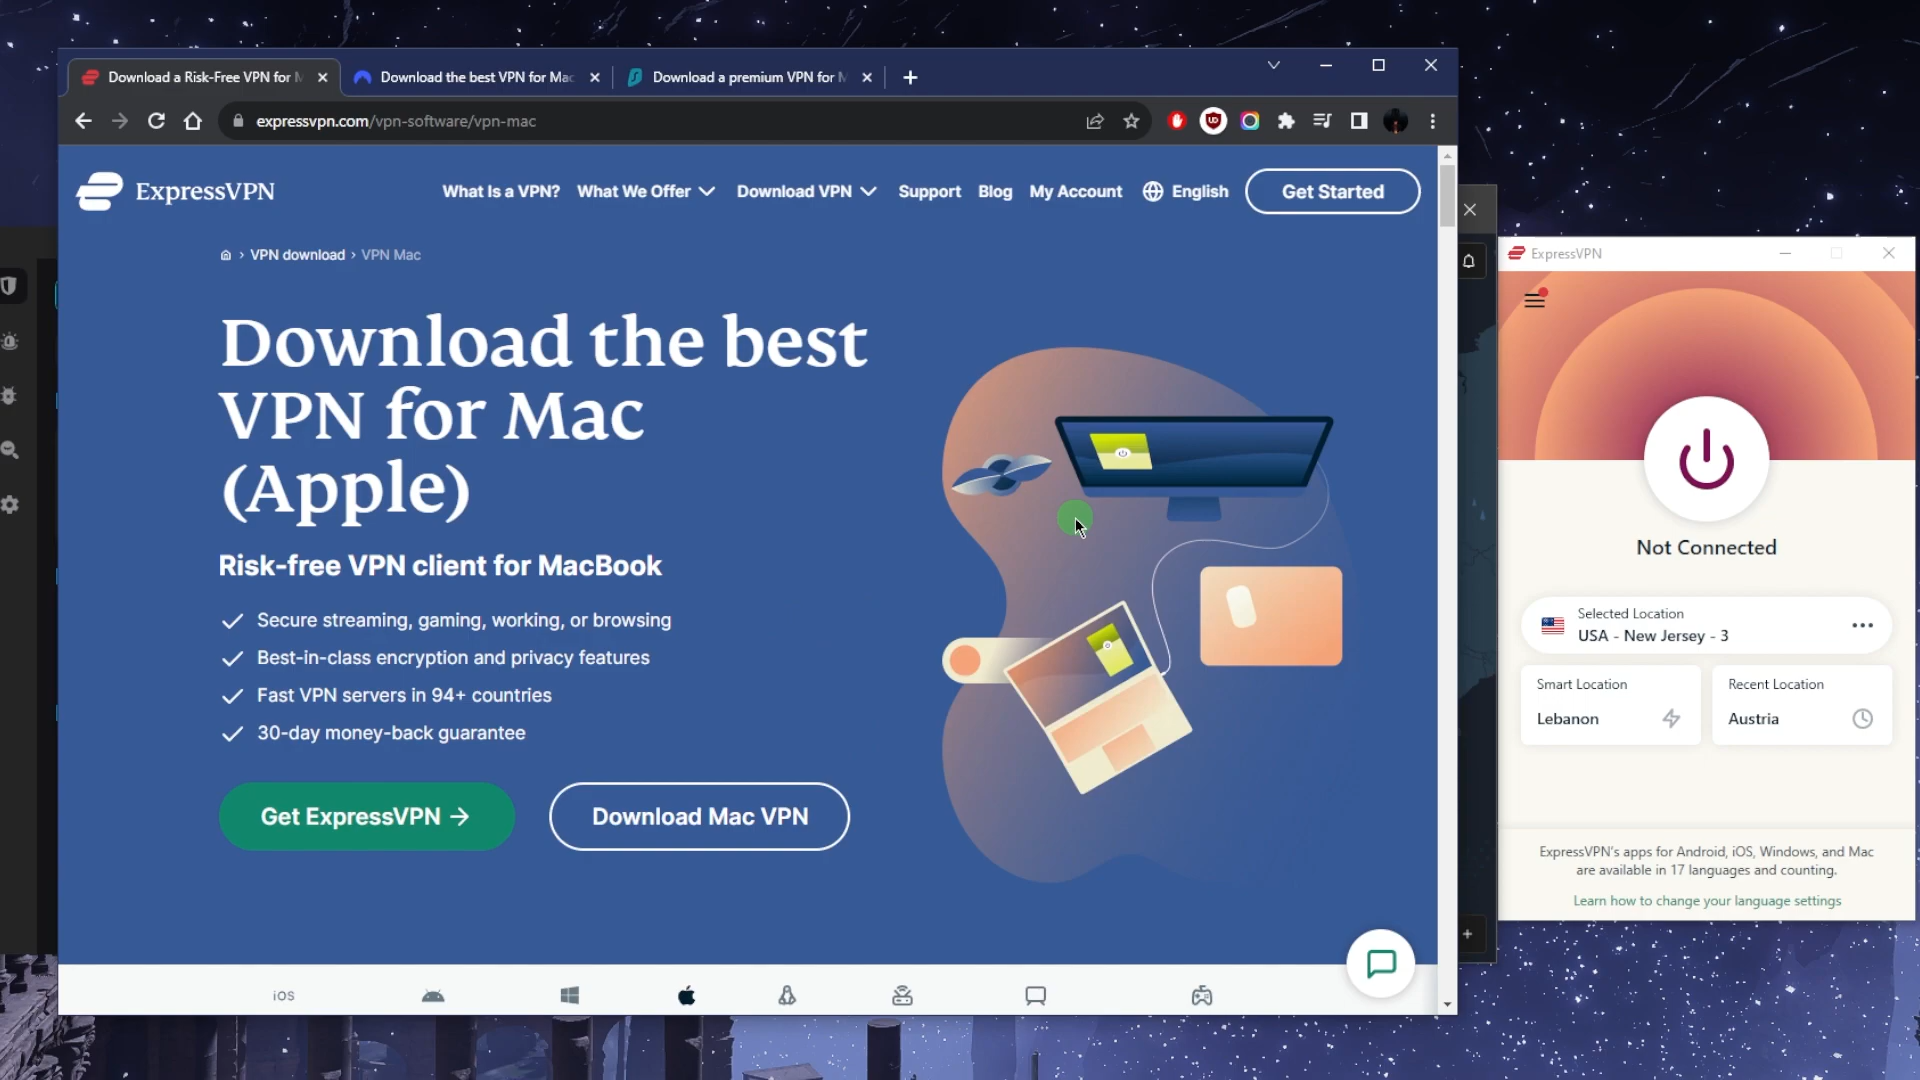 Download a Risk-Free VPN for M
Download the best VPN for Mac
Download a premium VPN for M
expressvpn.com/vpn-software/vpn-mac
ExpressVPN
What Is a VPN?
What We Offer
Download VPN
Support
Blog
My Account
English
Get Started
VPN download › VPN Mac
Download the best
VPN for Mac
(Apple)
Risk-free VPN client for MacBook
Secure streaming, gaming, working, or browsing
Best-in-class encryption and privacy features
Fast VPN servers in 94+ countries
30-day money-back guarantee
Get ExpressVPN →
Download Mac VPN
iOS
ExpressVPN
Not Connected
Selected Location
USA - New Jersey - 3
Smart Location
Lebanon
Recent Location
Austria
ExpressVPN's apps for Android, iOS, Windows, and Mac
are available in 17 languages and counting.
Learn how to change your language settings